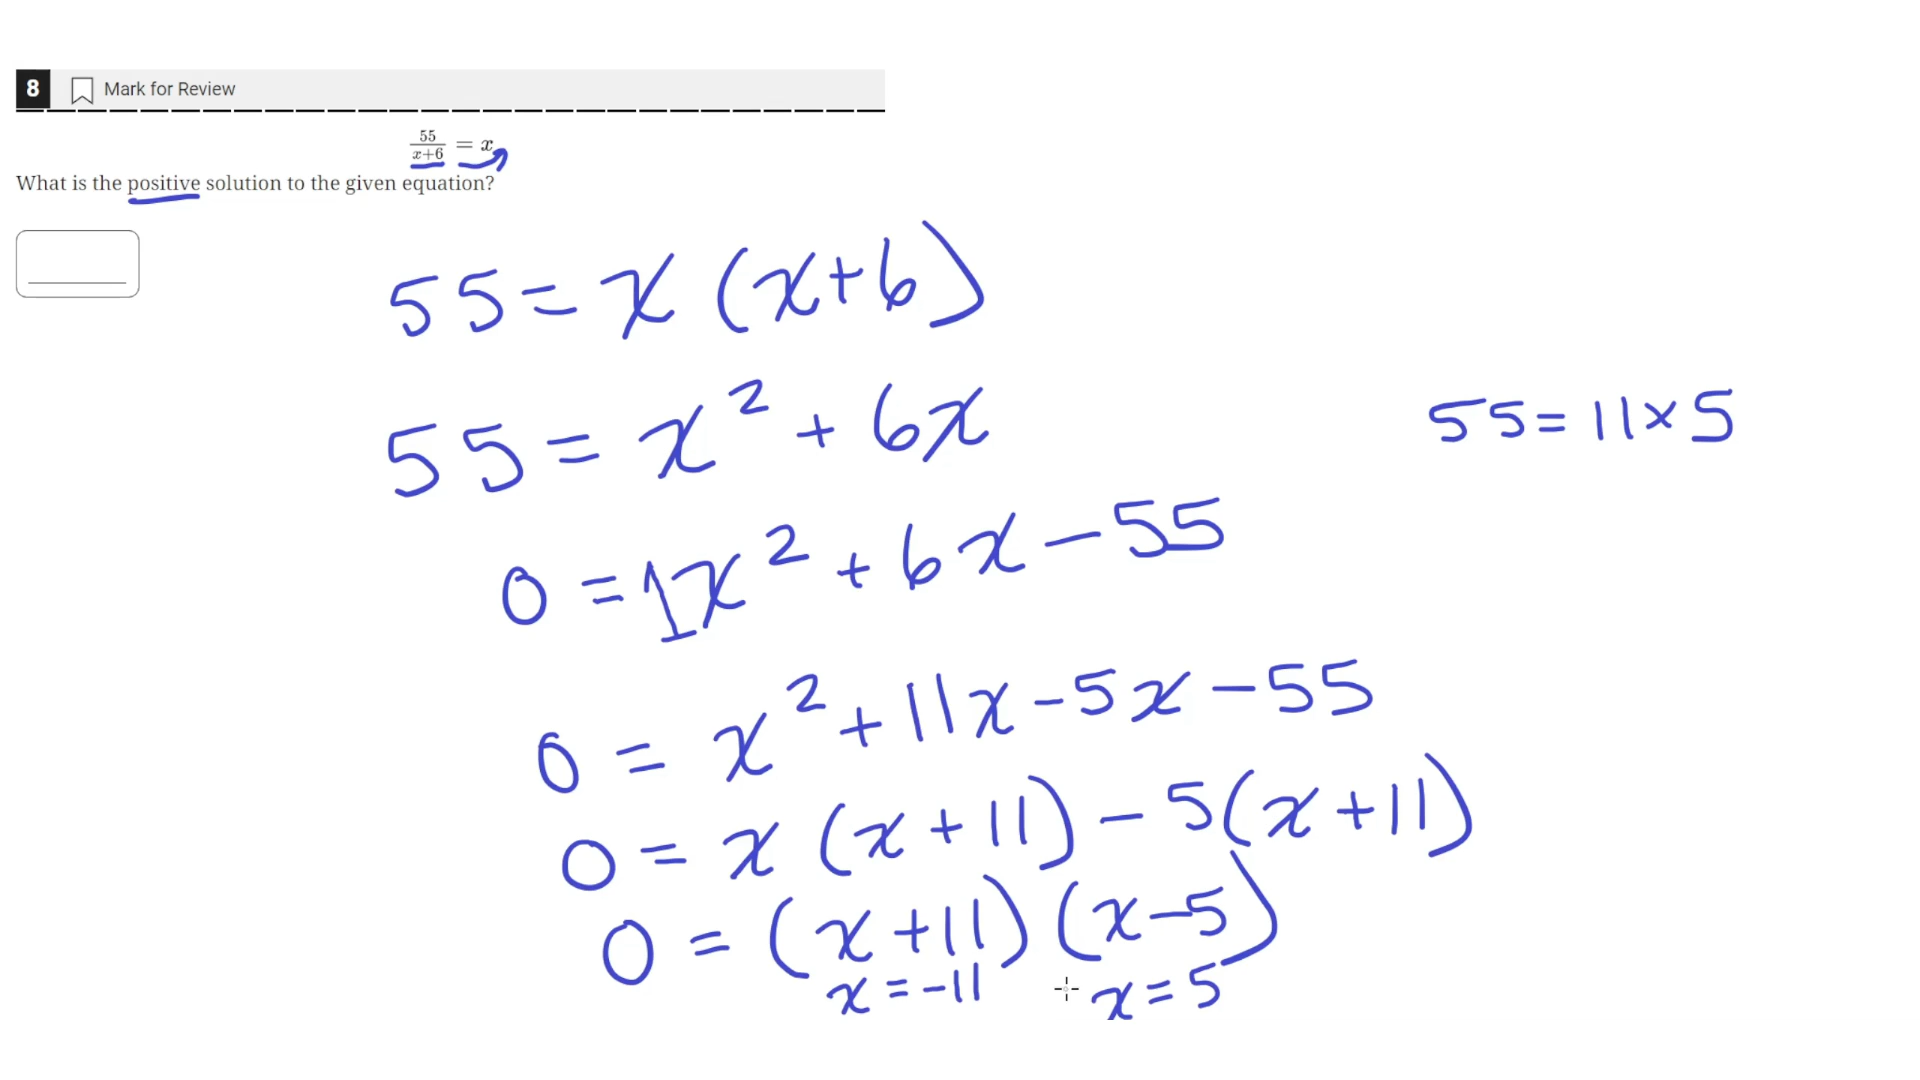 8 Mark for Review
55/(x+6) = x
What is the positive solution to the given equation?
55 = x (x+6)
55 = x² + 6x
55 = 11 × 5
0 = 1x² + 6x - 55
0 = x² + 11x - 5x - 55
0 = x (x + 11) - 5(x + 11)
0 = (x + 11) (x - 5)
x = -11 x = 5